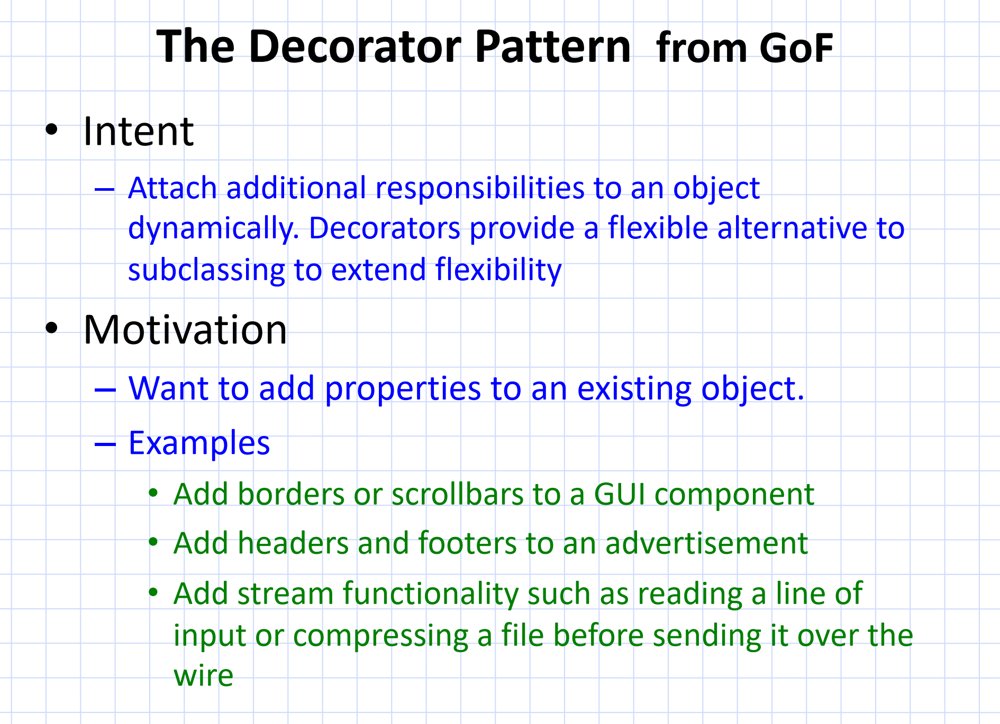 The Decorator Pattern from GoF
• Intent
– Attach additional responsibilities to an object
dynamically. Decorators provide a flexible alternative to
subclassing to extend flexibility
• Motivation
– Want to add properties to an existing object.
– Examples
• Add borders or scrollbars to a GUI component
• Add headers and footers to an advertisement
• Add stream functionality such as reading a line of
input or compressing a file before sending it over the
wire